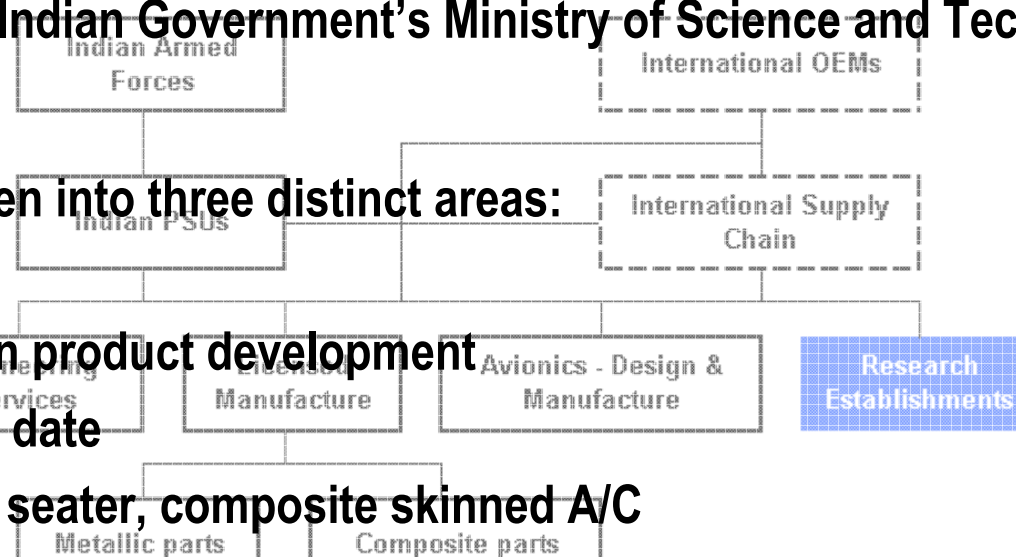 Indian Government’s Ministry of Science and Tec
Indian Armed
Forces
International OEMs
en into three distinct areas:
Indian PSUs
International Supply
Chain
n product development
Licensed
Manufacture
Avionics - Design &
Manufacture
Research
Establishments
rvices
date
seater, composite skinned A/C
Metallic parts
Composite parts